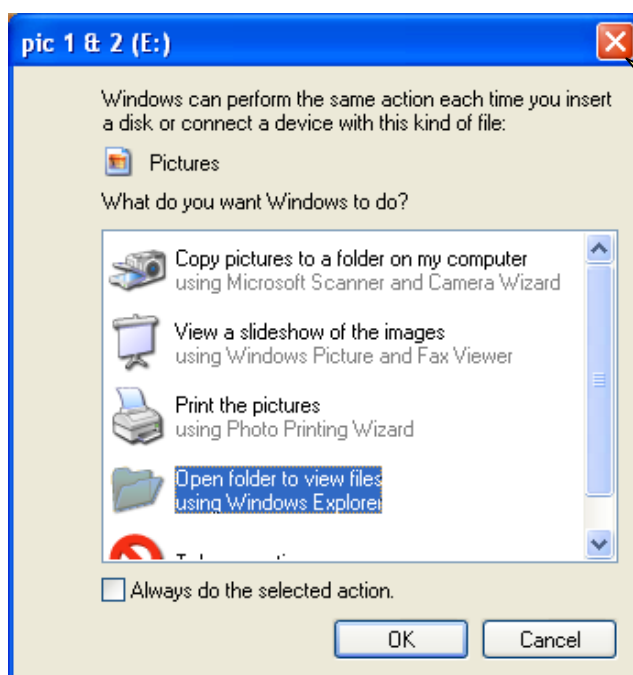 pic 1 & 2 (E:)
Windows can perform the same action each time you insert
a disk or connect a device with this kind of file:
Pictures
What do you want Windows to do?
Copy pictures to a folder on my computer
using Microsoft Scanner and Camera Wizard
View a slideshow of the images
using Windows Picture and Fax Viewer
Print the pictures
using Photo Printing Wizard
Open folder to view files
using Windows Explorer
Always do the selected action.
OK
Cancel